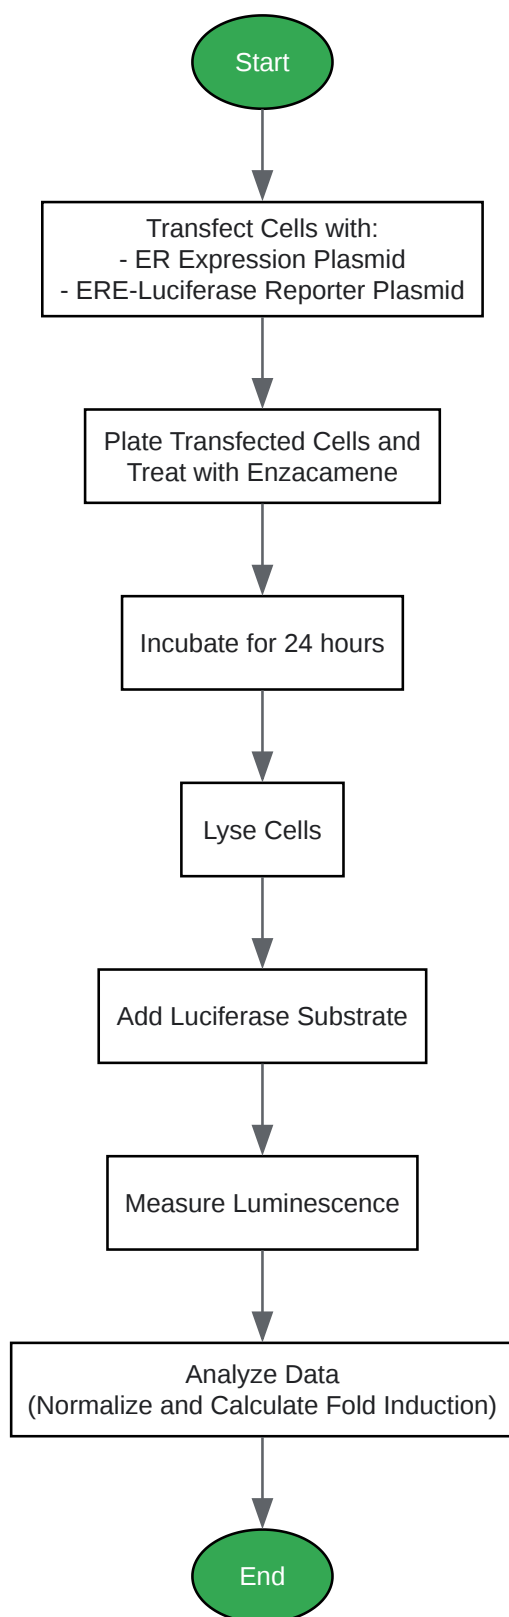 Start
Transfect Cells with:
- ER Expression Plasmid
- ERE-Luciferase Reporter Plasmid
Plate Transfected Cells and
Treat with Enzacamene
Incubate for 24 hours
Lyse Cells
Add Luciferase Substrate
Measure Luminescence
Analyze Data
(Normalize and Calculate Fold Induction)
End